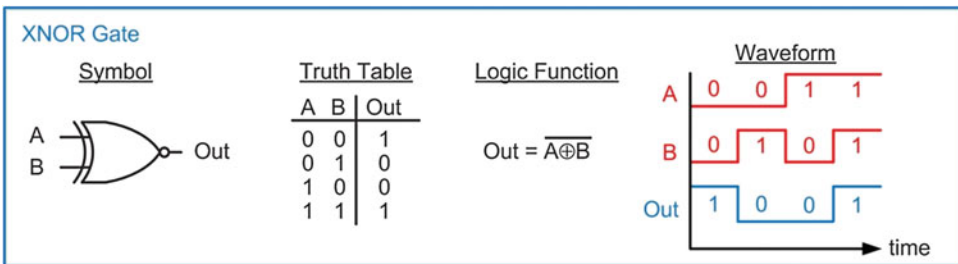 XNOR Gate
Symbol
A
B
Out
Truth Table
A B Out
0 0 1
0 1 0
1 0 0
1 1 1
Logic Function
Out = \overline{A⊕B}
Waveform
A 0 0 1 1
B 0 1 0 1
Out 1 0 0 1
time